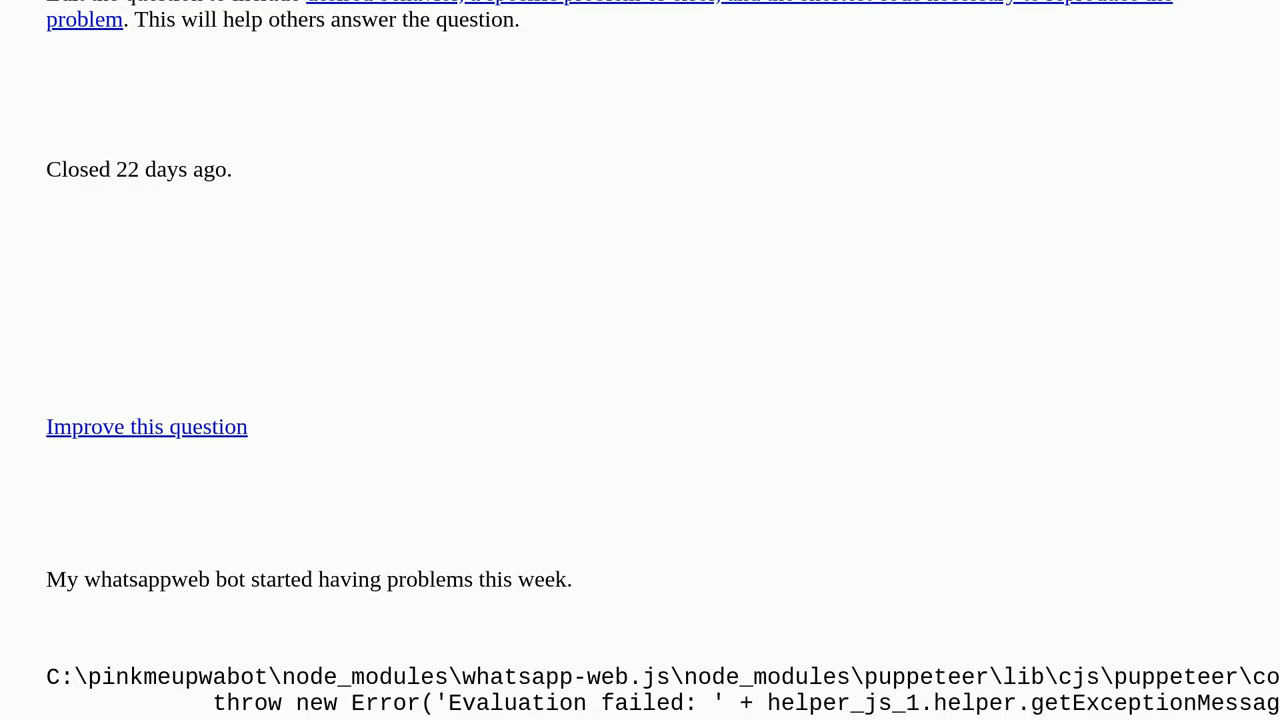 problem. This will help others answer the question.
Closed 22 days ago.
Improve this question
My whatsappweb bot started having problems this week.
C:\pinkmeupwabot\node_modules\whatsapp-web.js\node_modules\puppeteer\lib\cjs\puppeteer\co
throw new Error('Evaluation failed: ' + helper_js_1.helper.getExceptionMessag